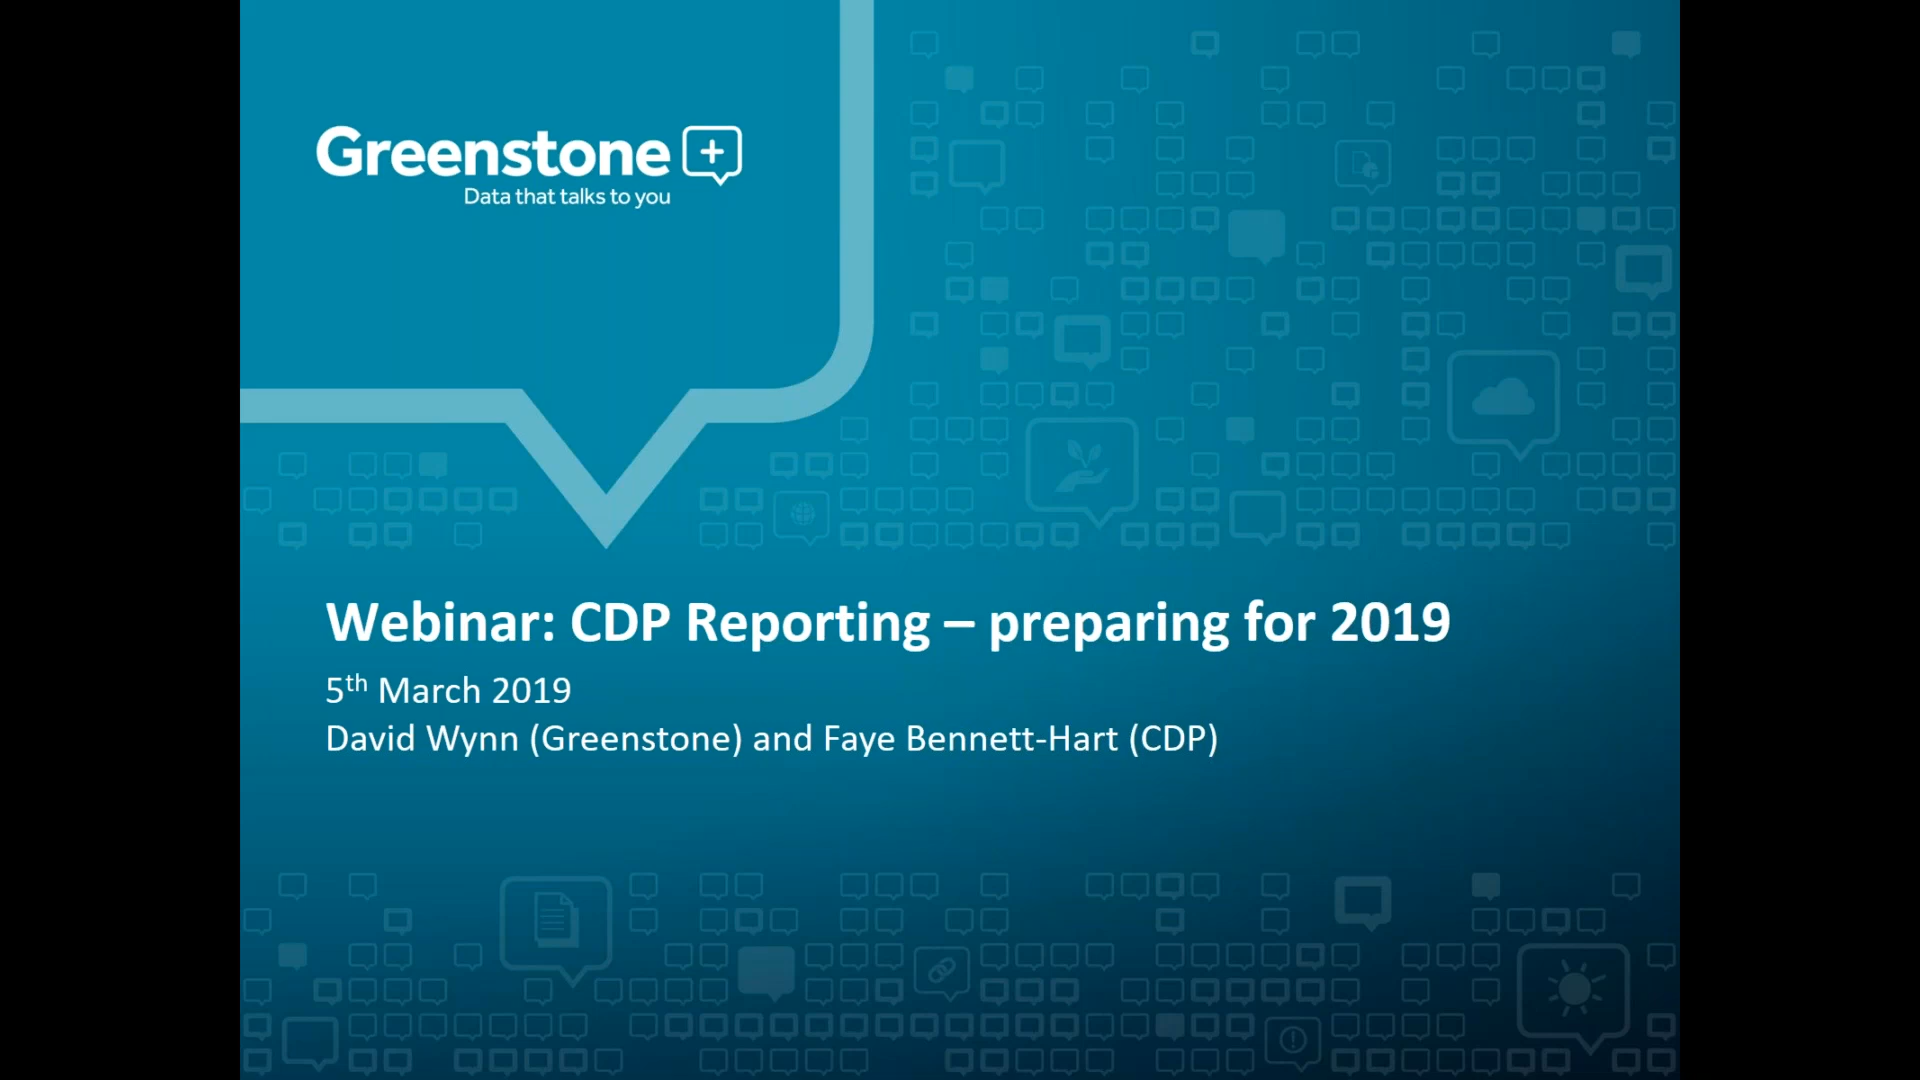 Greenstone
Data that talks to you
Webinar: CDP Reporting – preparing for 2019
5th March 2019
David Wynn (Greenstone) and Faye Bennett-Hart (CDP)